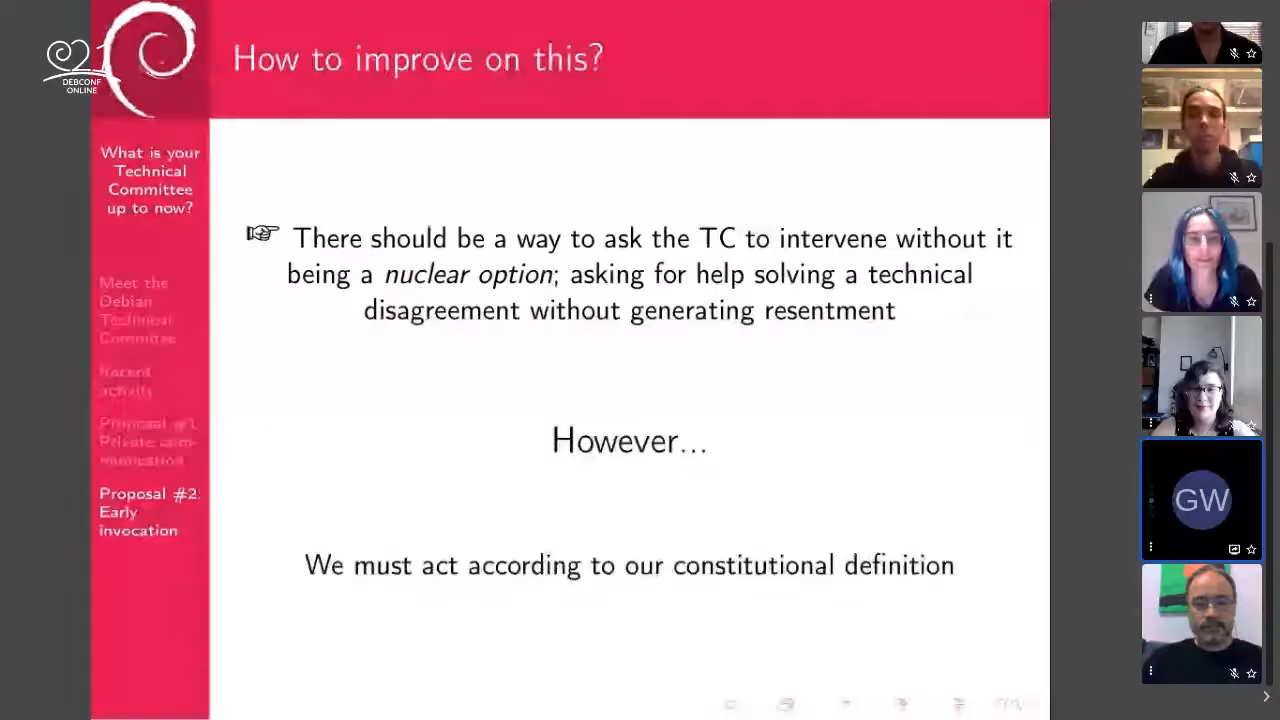 DEBCONF
ONLINE
How to improve on this?
What is your
Technical
Committee
up to now?
Meet the
Debian
Technical
Committee
Recent
activity
Proposal #1:
Private com-
munication
Proposal #2:
Early
invocation
☞ There should be a way to ask the TC to intervene without it
being a nuclear option; asking for help solving a technical
disagreement without generating resentment
However...
We must act according to our constitutional definition
GW